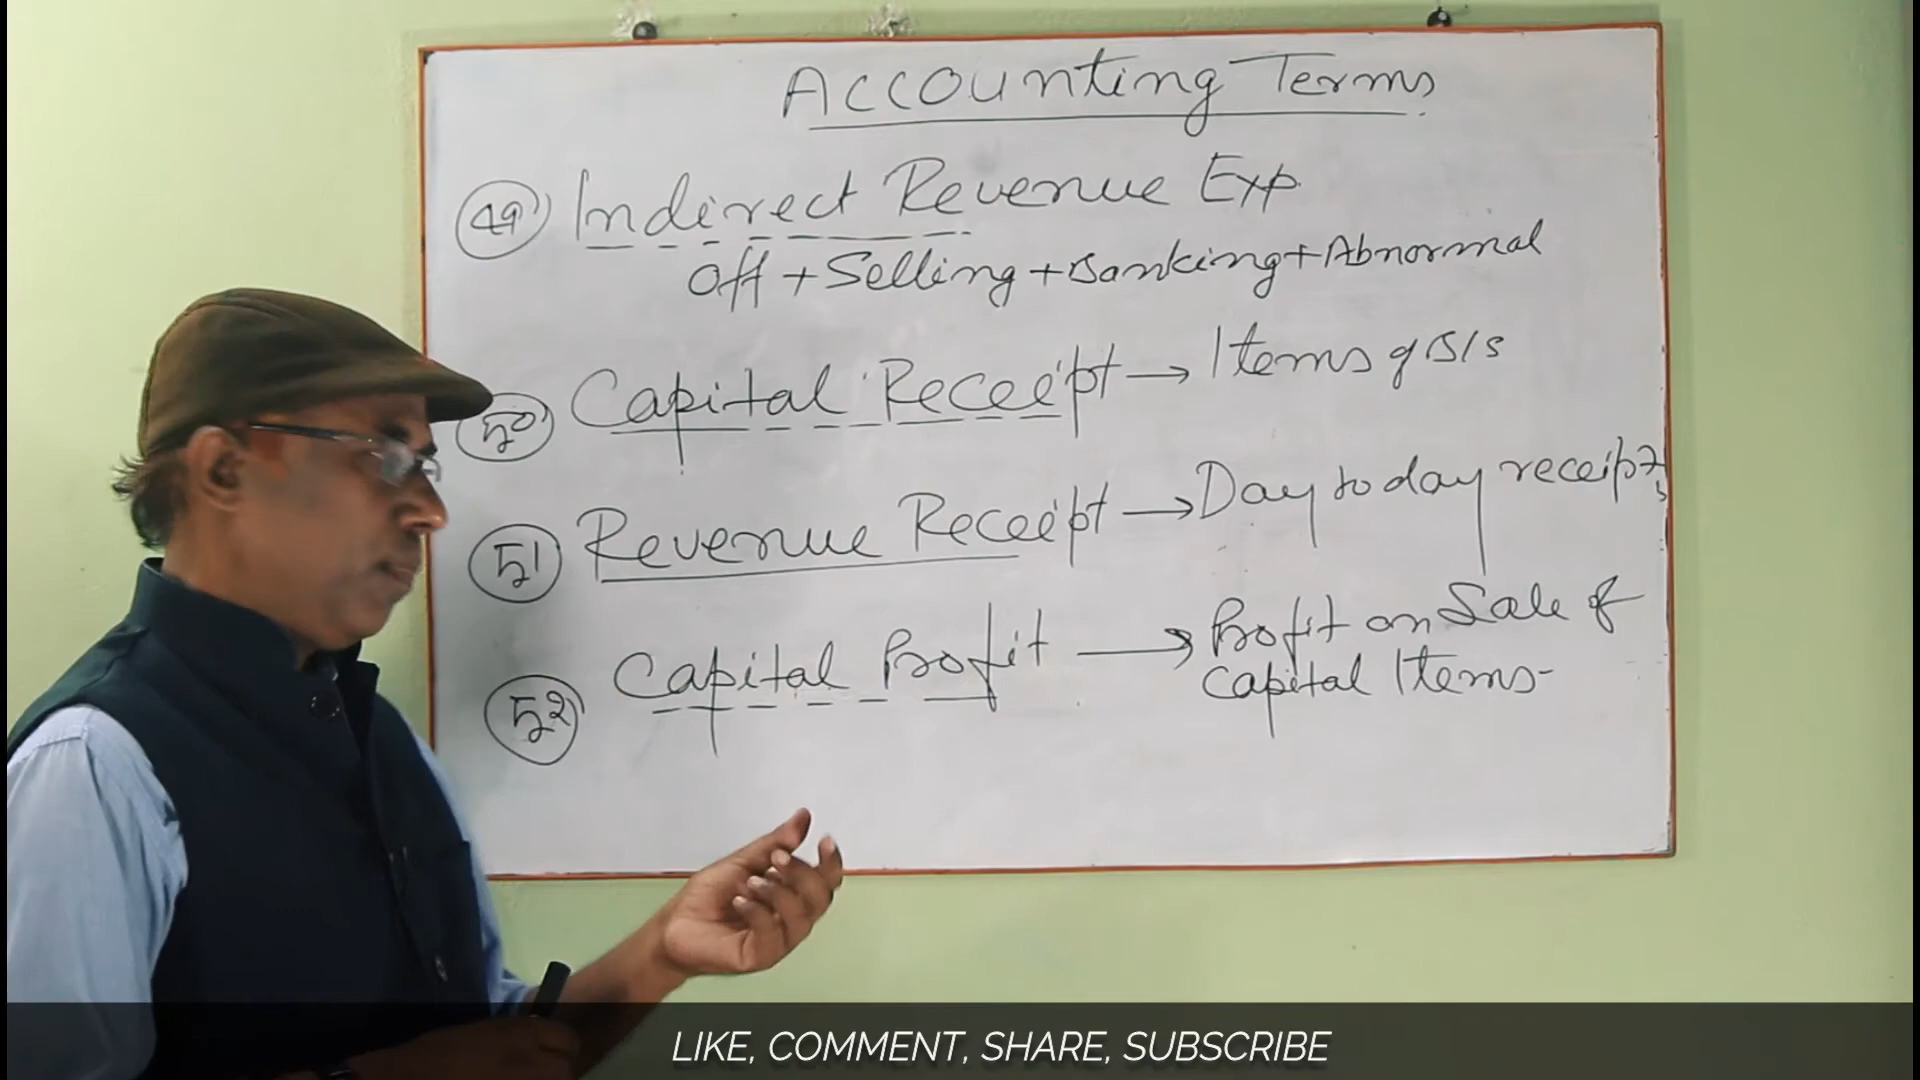 Accounting Terms
49) Indirect Revenue Exp.
Off + Selling + Banking + Abnormal
50) Capital Receipt → Items of B/S
51 Revenue Receipt → Day to day receipts
52) Capital Profit → Profit on Sale of
Capital Items-
LIKE, COMMENT, SHARE, SUBSCRIBE